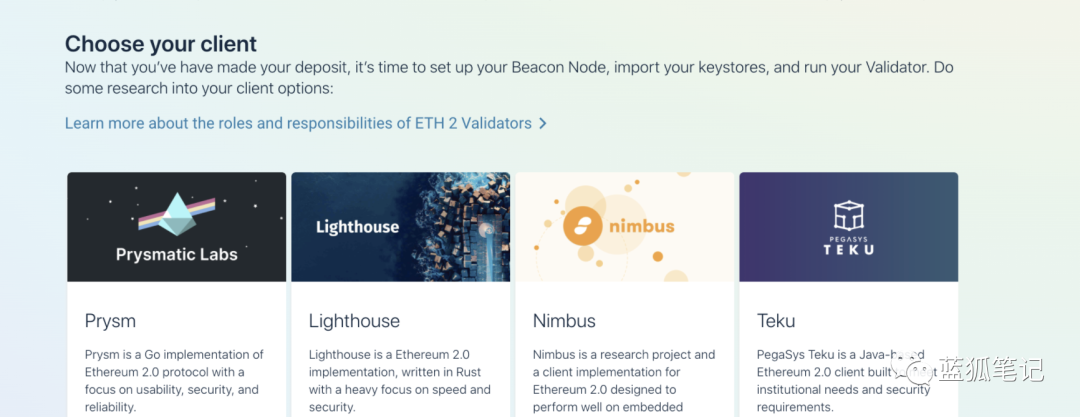 Choose your client
Now that you've have made your deposit, it's time to set up your Beacon Node, import your keystores, and run your Validator. Do
some research into your client options:
Learn more about the roles and responsibilities of ETH 2 Validators
Prysmatic Labs
Lighthouse
nimbus
PEGASYS
TEKU
Prysm
Prysm is a Go implementation of
Ethereum 2.0 protocol with a
focus on usability, security, and
reliability.
Lighthouse
Lighthouse is a Ethereum 2.0
implementation, written in Rust
with a heavy focus on speed and
security.
Nimbus
Nimbus is a research project and
a client implementation for
Ethereum 2.0 designed to
perform well on embedded
Teku
PegaSys Teku is a Java-based
Ethereum 2.0 client built
institutional needs and security
requirements.
蓝狐笔记